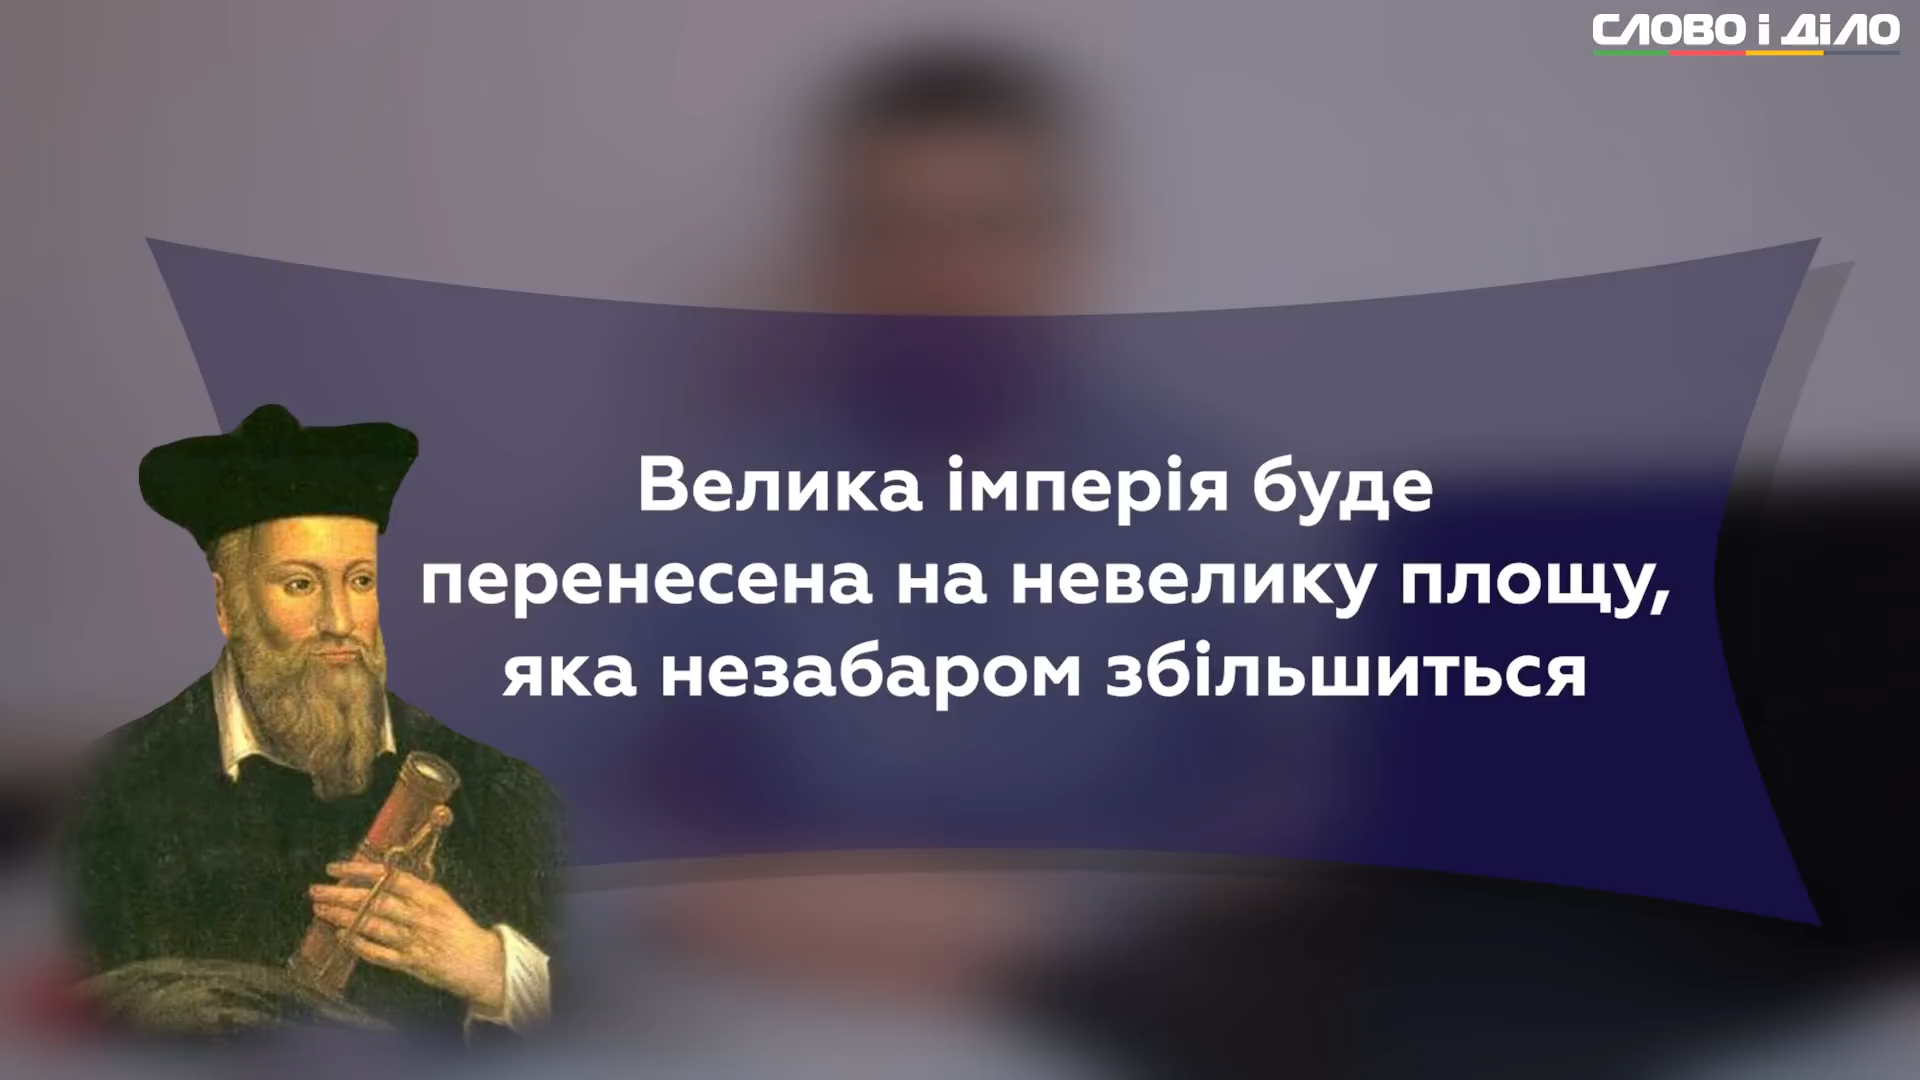 СЛОВО і ДіЛО
Велика імперія буде
перенесена на невелику площу,
яка незабаром збільшиться